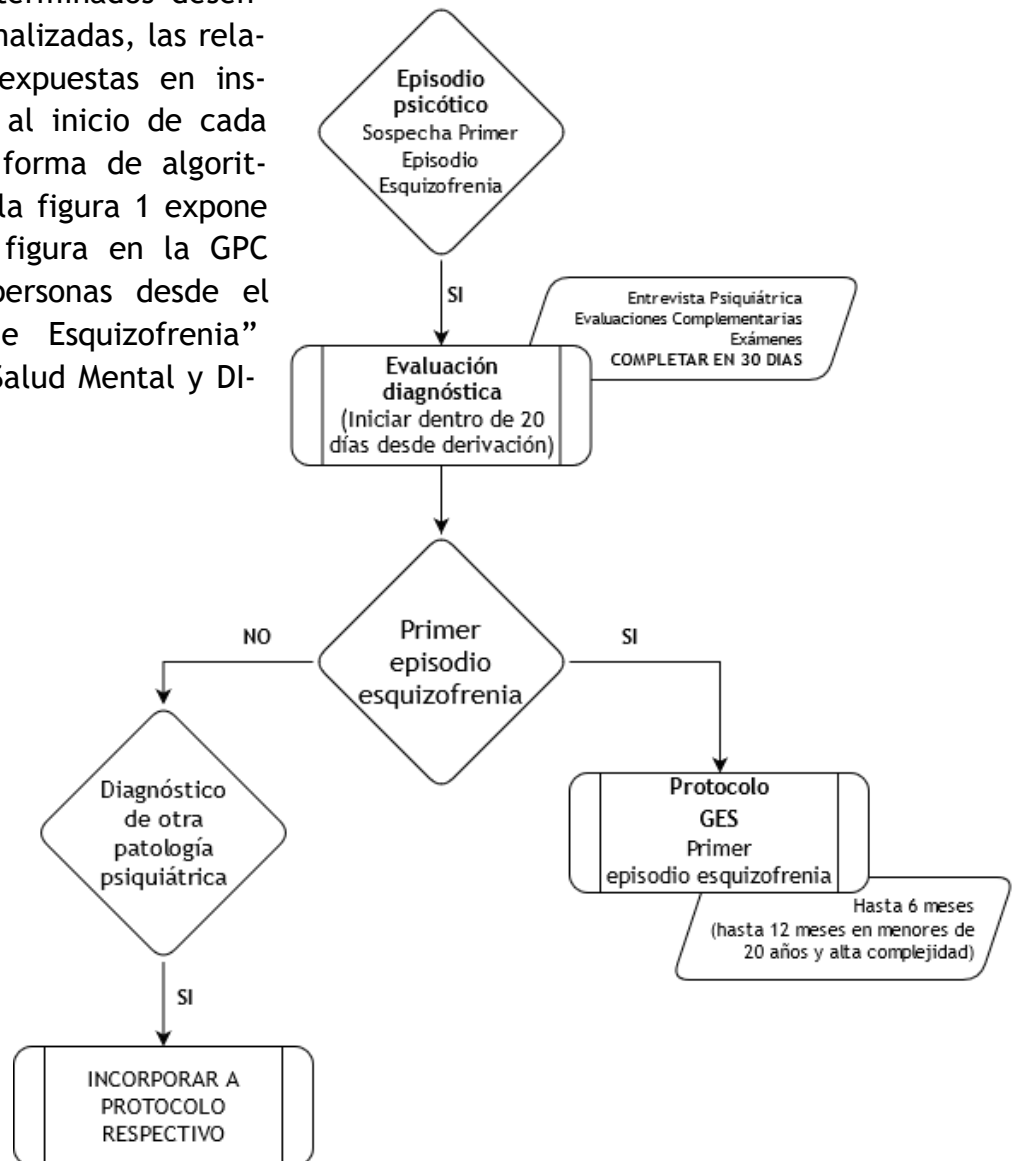 terminados desen-
nalizadas, las rela-
expuestas en ins-
al inicio de cada
forma de algorit-
la figura 1 expone
figura en la GPC
personas desde el
e Esquizofrenia”
Salud Mental y DI-
Episodio
psicótico
Sospecha Primer
Episodio
Esquizofrenia
SI
Entrevista Psiquiátrica
Evaluaciones Complementarias
Exámenes
COMPLETAR EN 30 DIAS
Evaluación
diagnóstica
(Iniciar dentro de 20
días desde derivación)
Primer
episodio
esquizofrenia
NO
SI
Diagnóstico
de otra
patología
psiquiátrica
Protocolo
GES
Primer
episodio esquizofrenia
Hasta 6 meses
(hasta 12 meses en menores de
20 años y alta complejidad)
SI
INCORPORAR A
PROTOCOLO
RESPECTIVO